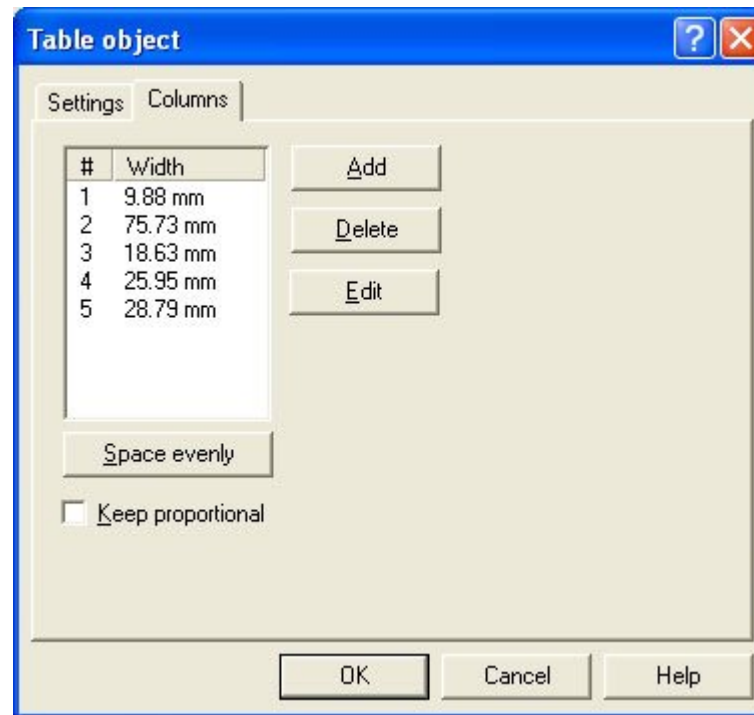 Table object
?
Settings Columns
# Width
1 9.88 mm
2 75.73 mm
3 18.63 mm
4 25.95 mm
5 28.79 mm
Add
Delete
Edit
Space evenly
Keep proportional
OK Cancel Help